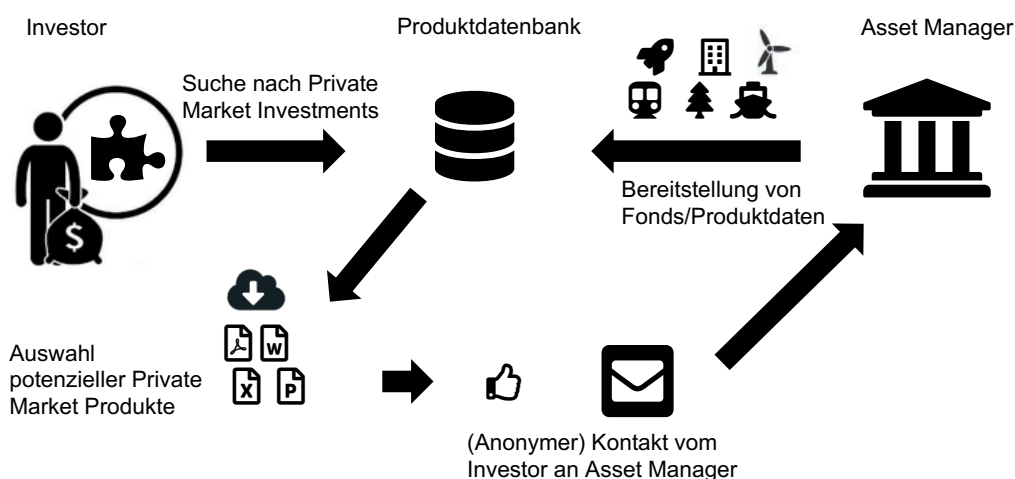 Investor
Produktdatenbank
Asset Manager
Suche nach Private
Market Investments
Bereitstellung von
Fonds/Produktdaten
$
W
X
P
Auswahl
potenzieller Private
Market Produkte
(Anonymer) Kontakt vom
Investor an Asset Manager